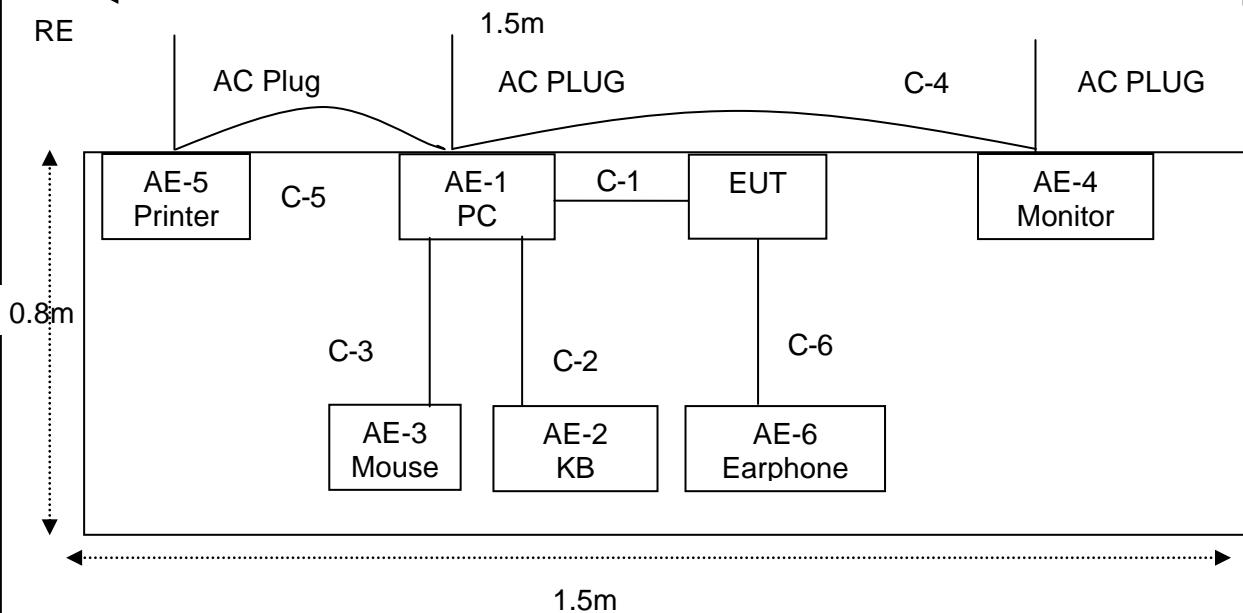 1.5m
RE
AC Plug
AC PLUG
C-4
AC PLUG
AE-5
Printer
C-5
AE-1
PC
C-1
EUT
AE-4
Monitor
0.8m
C-3
C-2
C-6
AE-3
Mouse
AE-2
KB
AE-6
Earphone
1.5m